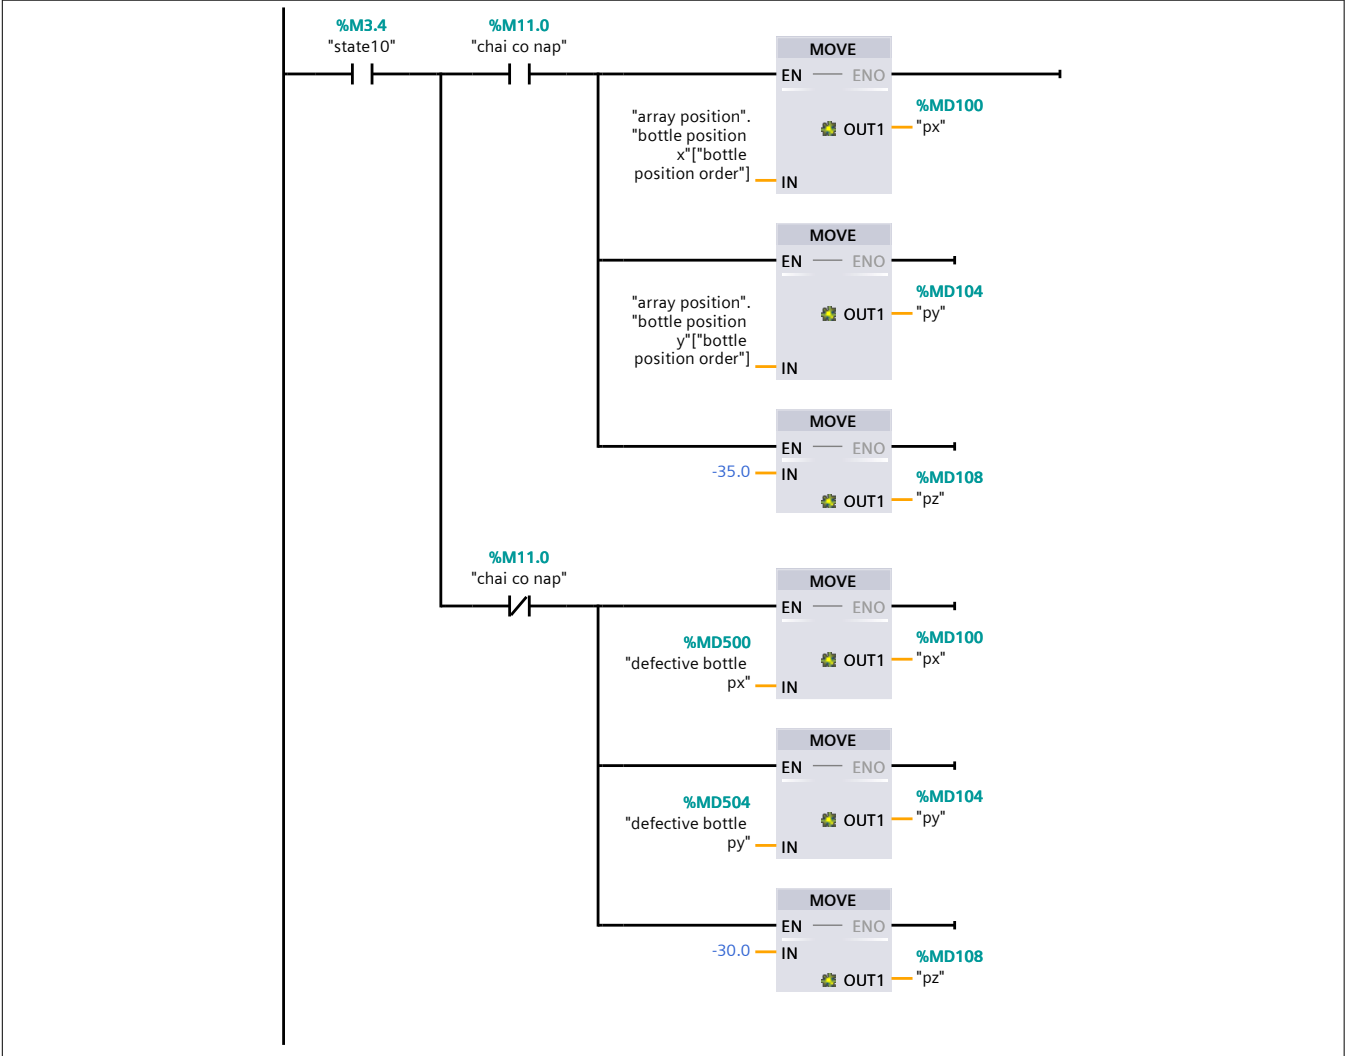 %M3.4
"state10"
%M11.0
"chai co nap"
MOVE
EN
ENO
"array position".
"bottle position
x"["bottle
position order"]
IN
OUT1
%MD100
"px"
MOVE
EN
ENO
"array position".
"bottle position
y"["bottle
position order"]
IN
OUT1
%MD104
"py"
MOVE
EN
ENO
-35.0
IN
OUT1
%MD108
"pz"
%M11.0
"chai co nap"
MOVE
EN
ENO
%MD500
"defective bottle
px"
IN
OUT1
%MD100
"px"
MOVE
EN
ENO
%MD504
"defective bottle
py"
IN
OUT1
%MD104
"py"
MOVE
EN
ENO
-30.0
IN
OUT1
%MD108
"pz"